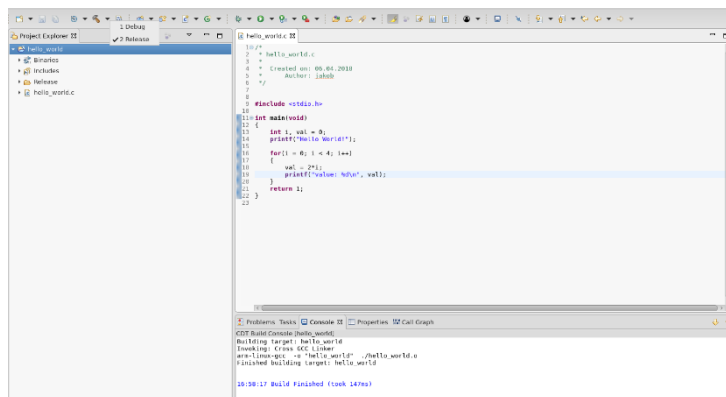 1 Debug
✔ 2 Release
Project Explorer
hello_world
Binaries
Includes
Release
hello_world.c
hello_world.c
1 /*
2 * hello_world.c
3 *
4 * Created on: 06.04.2018
5 * Author: jakob
6 */
7
8
9 #include <stdio.h>
10
11 int main(void)
12 {
13 int i, val = 0;
14 printf("Hello World!");
15
16 for(i = 0; i < 4; i++)
17 {
18 val = 2*i;
19 printf("value: %d\n", val);
20 }
21 return 1;
22 }
23
Problems Tasks Console Properties Call Graph
CDT Build Console [hello_world]
Building target: hello_world
Invoking: Cross GCC Linker
arm-linux-gcc -o "hello_world" ./hello_world.o
Finished building target: hello_world
16:50:17 Build Finished (took 147ms)